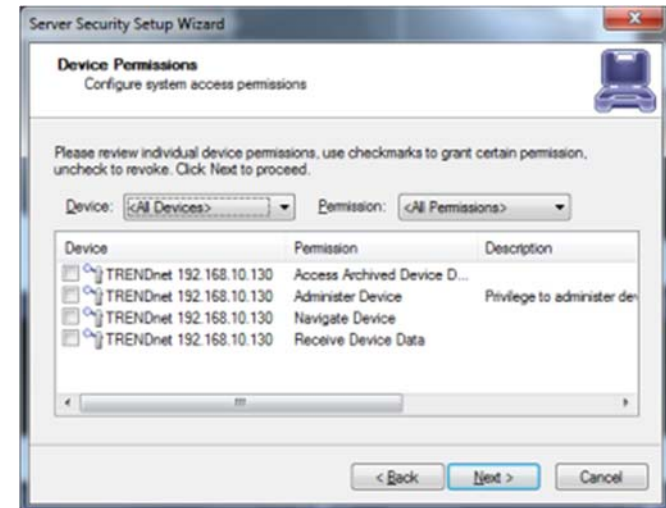 Server Security Setup Wizard
Device Permissions
Configure system access permissions
Please review individual device permissions, use checkmarks to grant certain permission,
uncheck to revoke. Click Next to proceed.
Device: <All Devices> Permission: <All Permissions>
Device Permission Description
TRENDnet 192.168.10.130 Access Archived Device D...
TRENDnet 192.168.10.130 Administer Device Privilege to administer dev
TRENDnet 192.168.10.130 Navigate Device
TRENDnet 192.168.10.130 Receive Device Data
< Back Next > Cancel